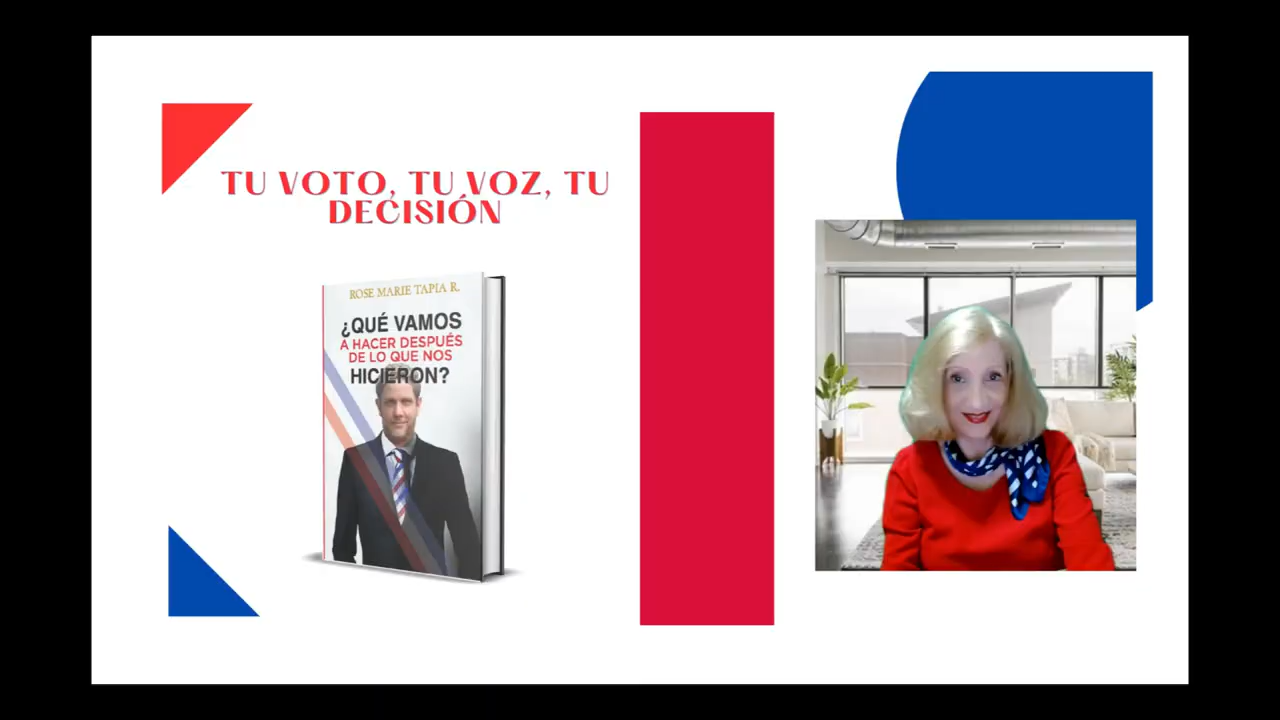 TU VOTO, TU VOZ, TU
DECISIÓN
ROSE MARIE TAPIA R.
¿QUÉ VAMOS
A HACER DESPUÉS
DE LO QUE NOS
HICIERON?